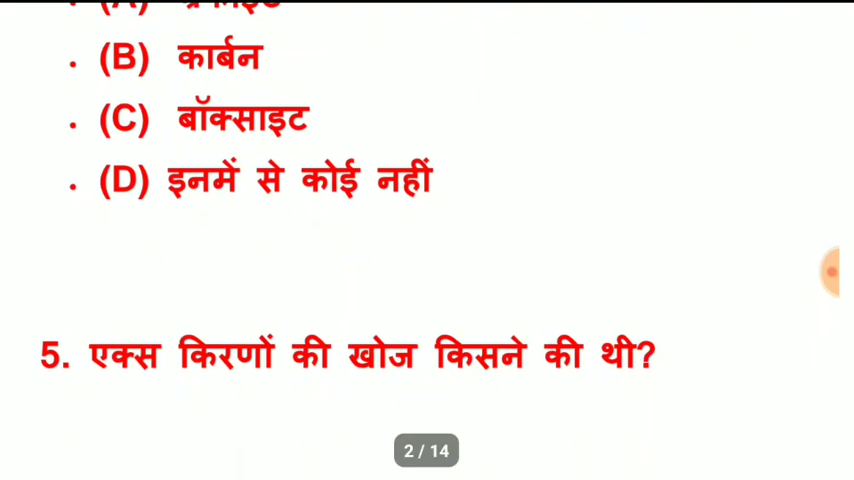 (B) कार्बन
(C) बॉक्साइट
(D) इनमें से कोई नहीं
5. एक्स किरणों की खोज किसने की थी?
2 / 14